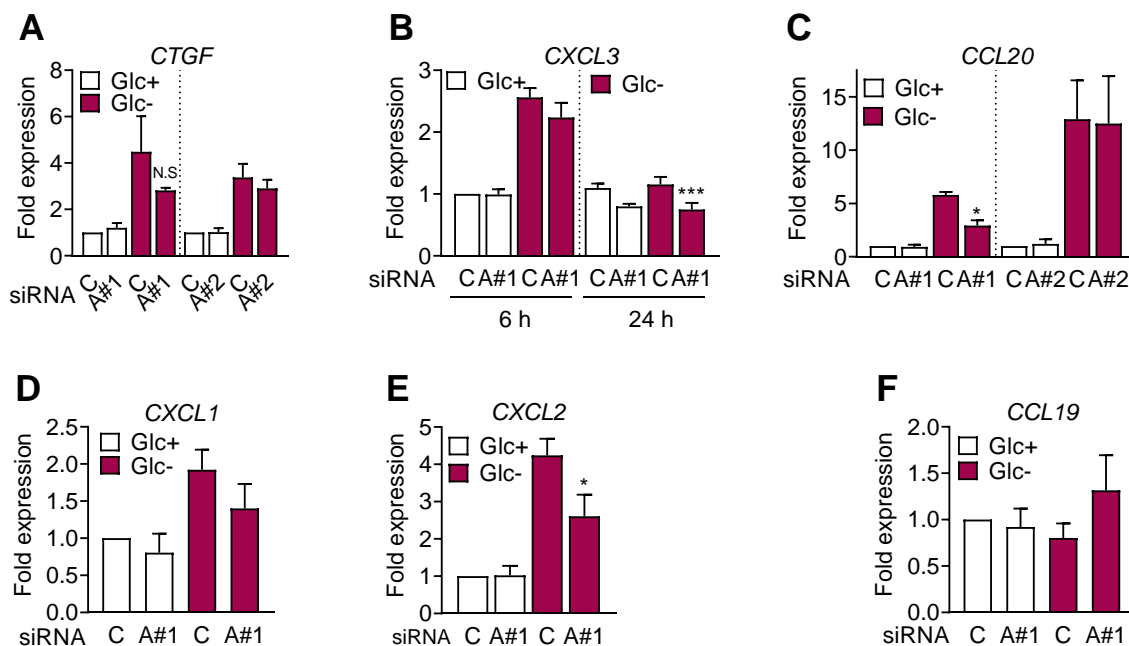 A
CTGF
Fold expression
8
6
4
2
0
Glc+
Glc-
N.S
siRNA
C A#1 C A#1 C A#2 C A#2
B
CXCL3
Fold expression
3
2
1
0
Glc+
Glc-
***
siRNA
C A#1 C A#1 C A#1 C A#1
6 h
24 h
C
CCL20
Fold expression
15
10
5
0
Glc+
Glc-
*
siRNA
C A#1 C A#1 C A#2 C A#2
D
CXCL1
Fold expression
2.5
2.0
1.5
1.0
0.5
0.0
Glc+
Glc-
siRNA
C A#1 C A#1
E
CXCL2
Fold expression
5
4
3
2
1
0
Glc+
Glc-
*
siRNA
C A#1 C A#1
F
CCL19
Fold expression
2.0
1.5
1.0
0.5
0.0
Glc+
Glc-
siRNA
C A#1 C A#1